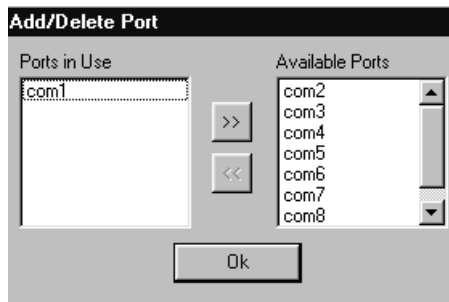 Add/Delete Port
Ports in Use
Available Ports
com1
>>
<<
com2
com3
com4
com5
com6
com7
com8
Ok